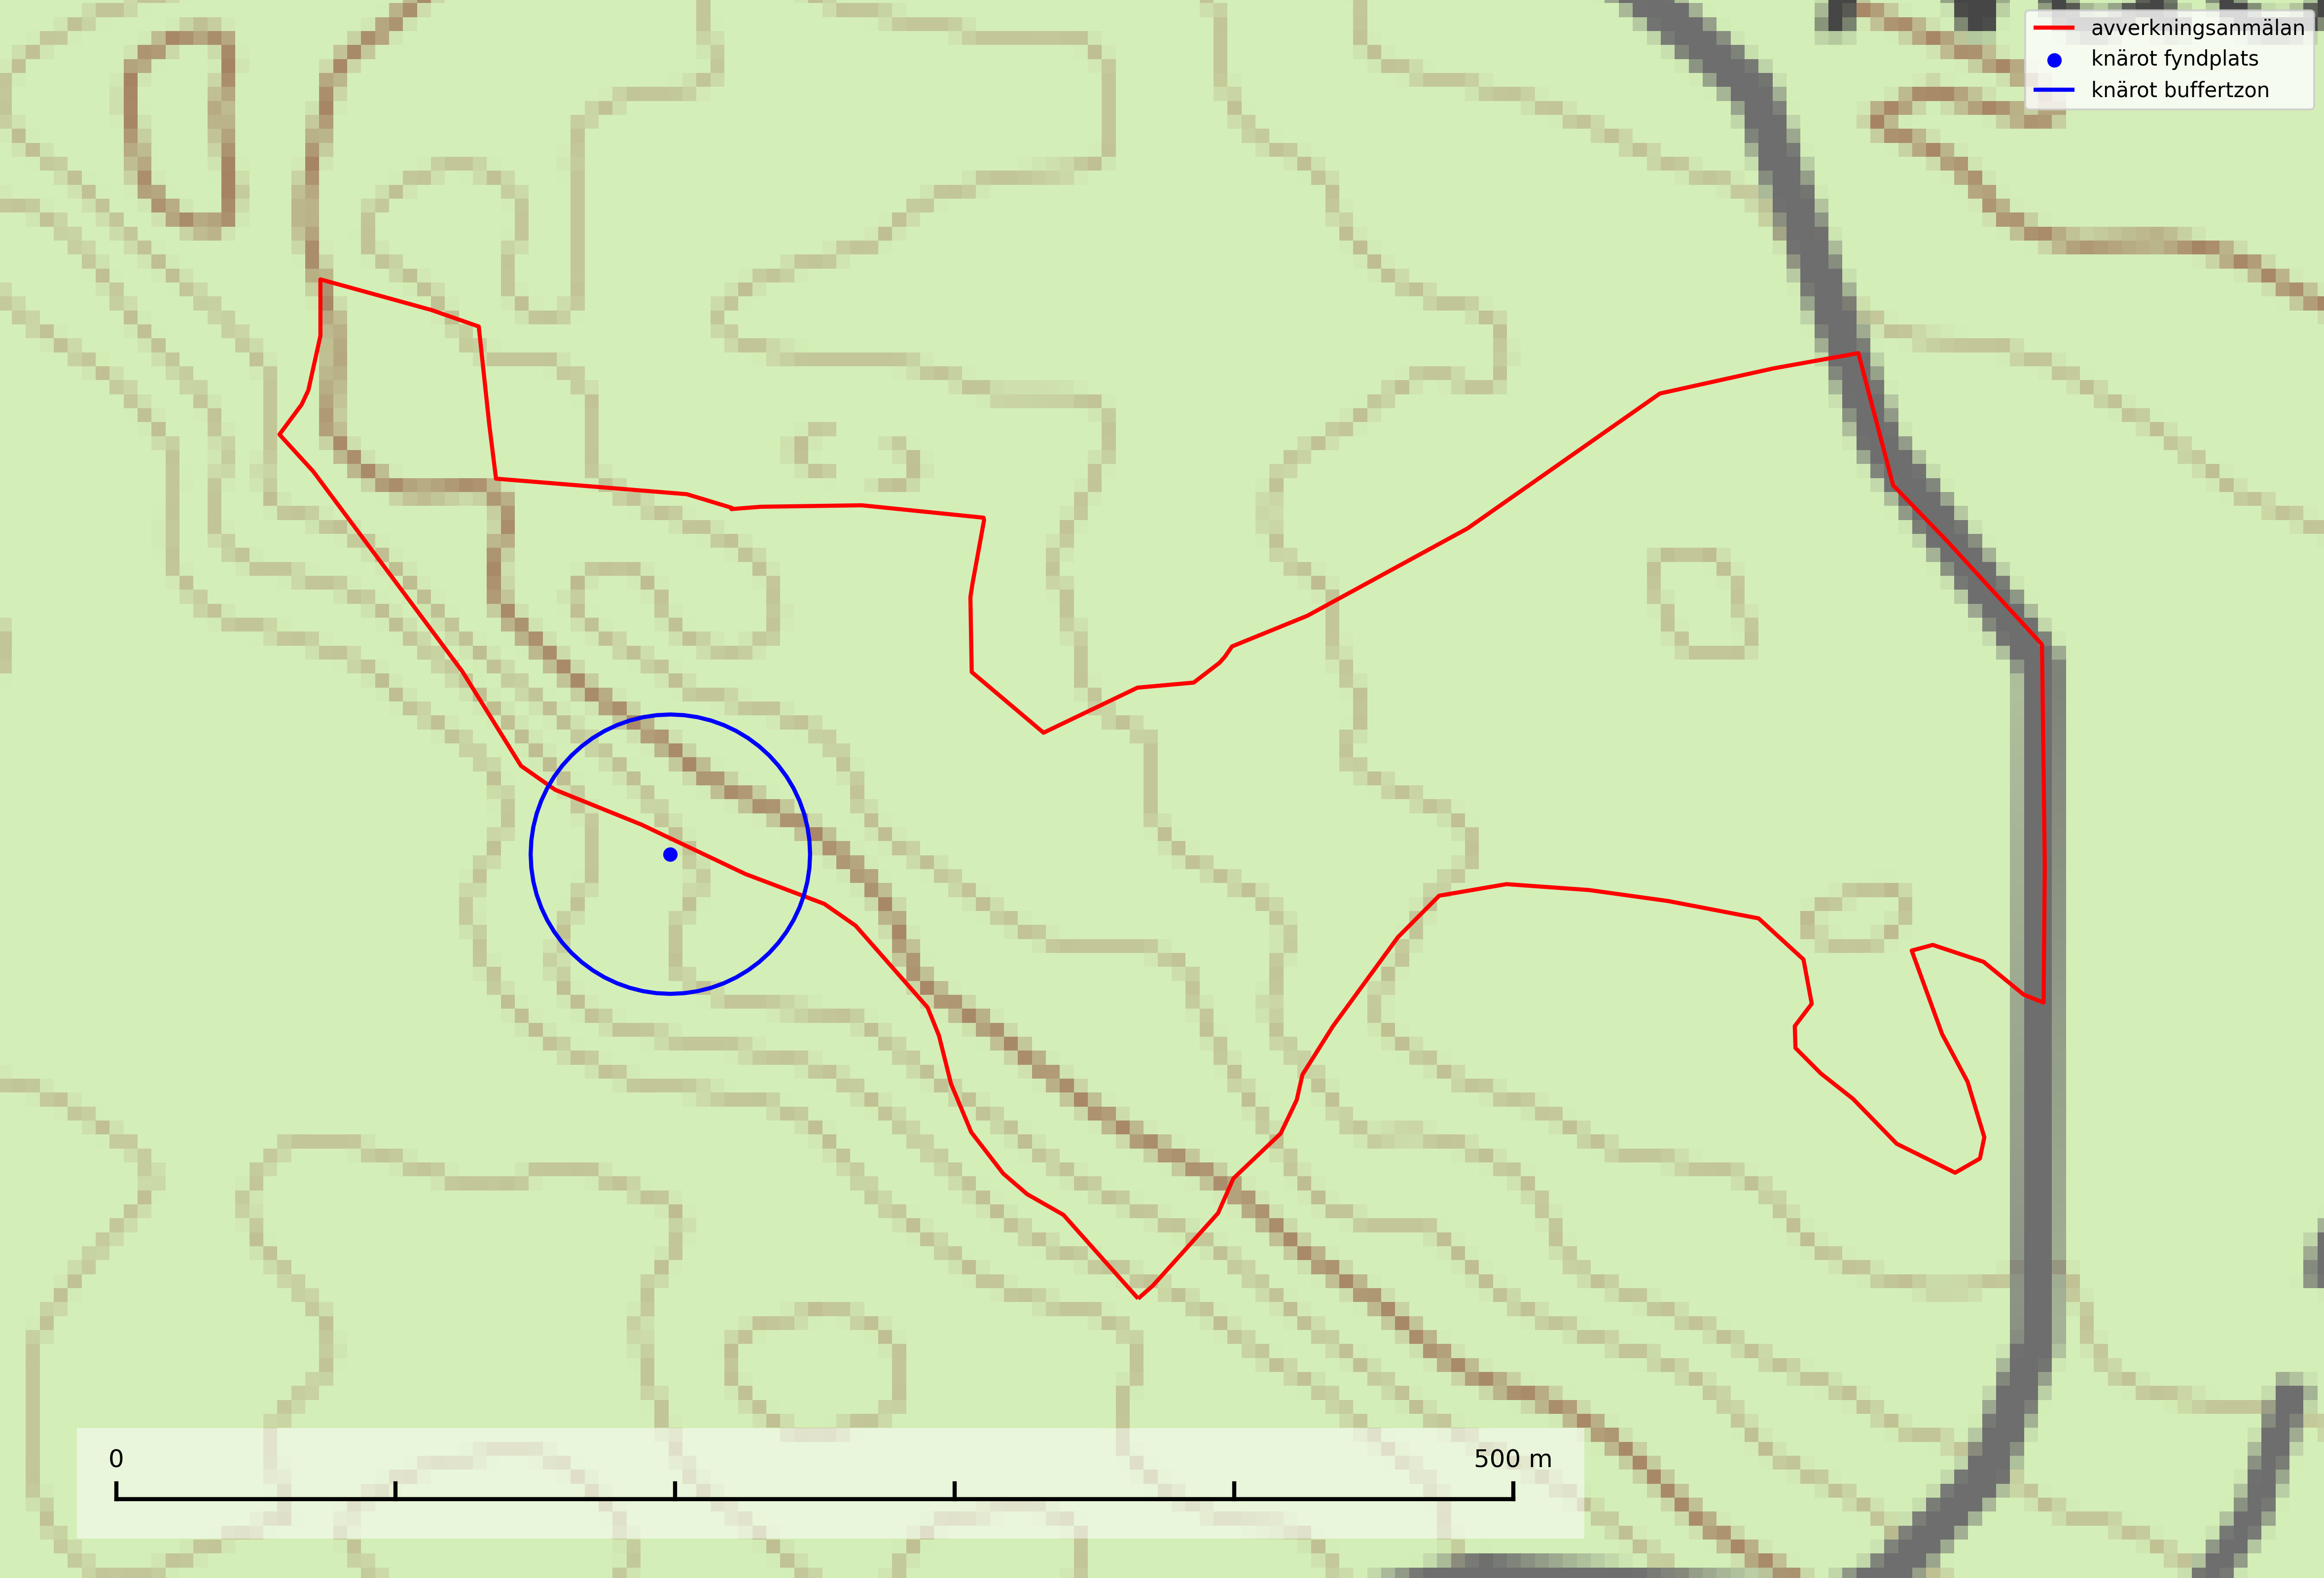 avverkningsanmälan
knärot fyndplats
knärot buffertzon
0
500 m